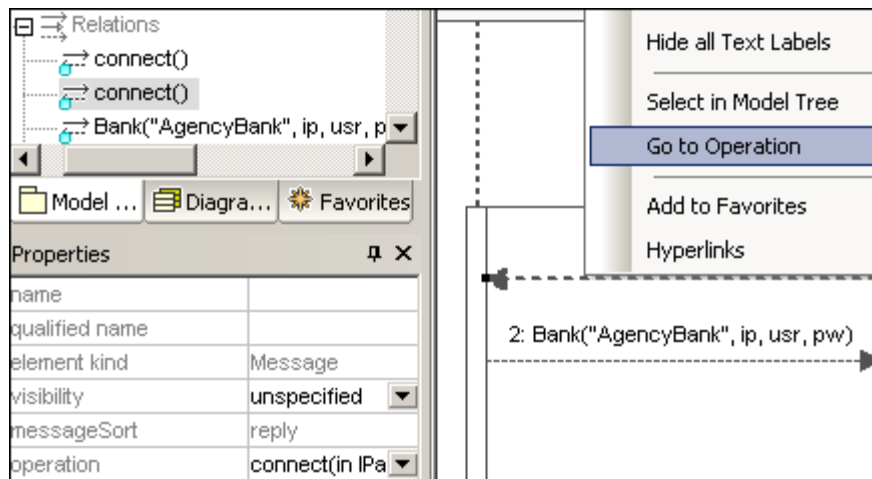 Relations
connect()
connect()
Bank("AgencyBank", ip, usr, p
Model ... Diagra... Favorites
Properties
name
qualified name
element kind Message
visibility unspecified
messageSort reply
operation connect(in IPa
Hide all Text Labels
Select in Model Tree
Go to Operation
Add to Favorites
Hyperlinks
2: Bank("AgencyBank", ip, usr, pw)